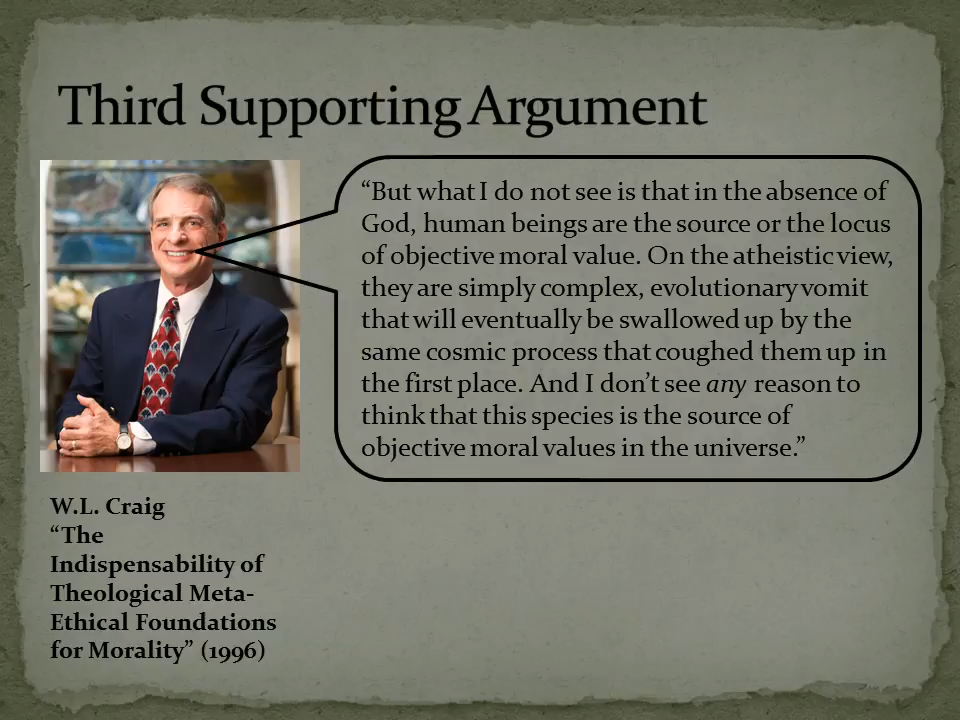 Third Supporting Argument
“But what I do not see is that in the absence of
God, human beings are the source or the locus
of objective moral value. On the atheistic view,
they are simply complex, evolutionary vomit
that will eventually be swallowed up by the
same cosmic process that coughed them up in
the first place. And I don’t see any reason to
think that this species is the source of
objective moral values in the universe.”
W.L. Craig
“The
Indispensability of
Theological Meta-
Ethical Foundations
for Morality” (1996)